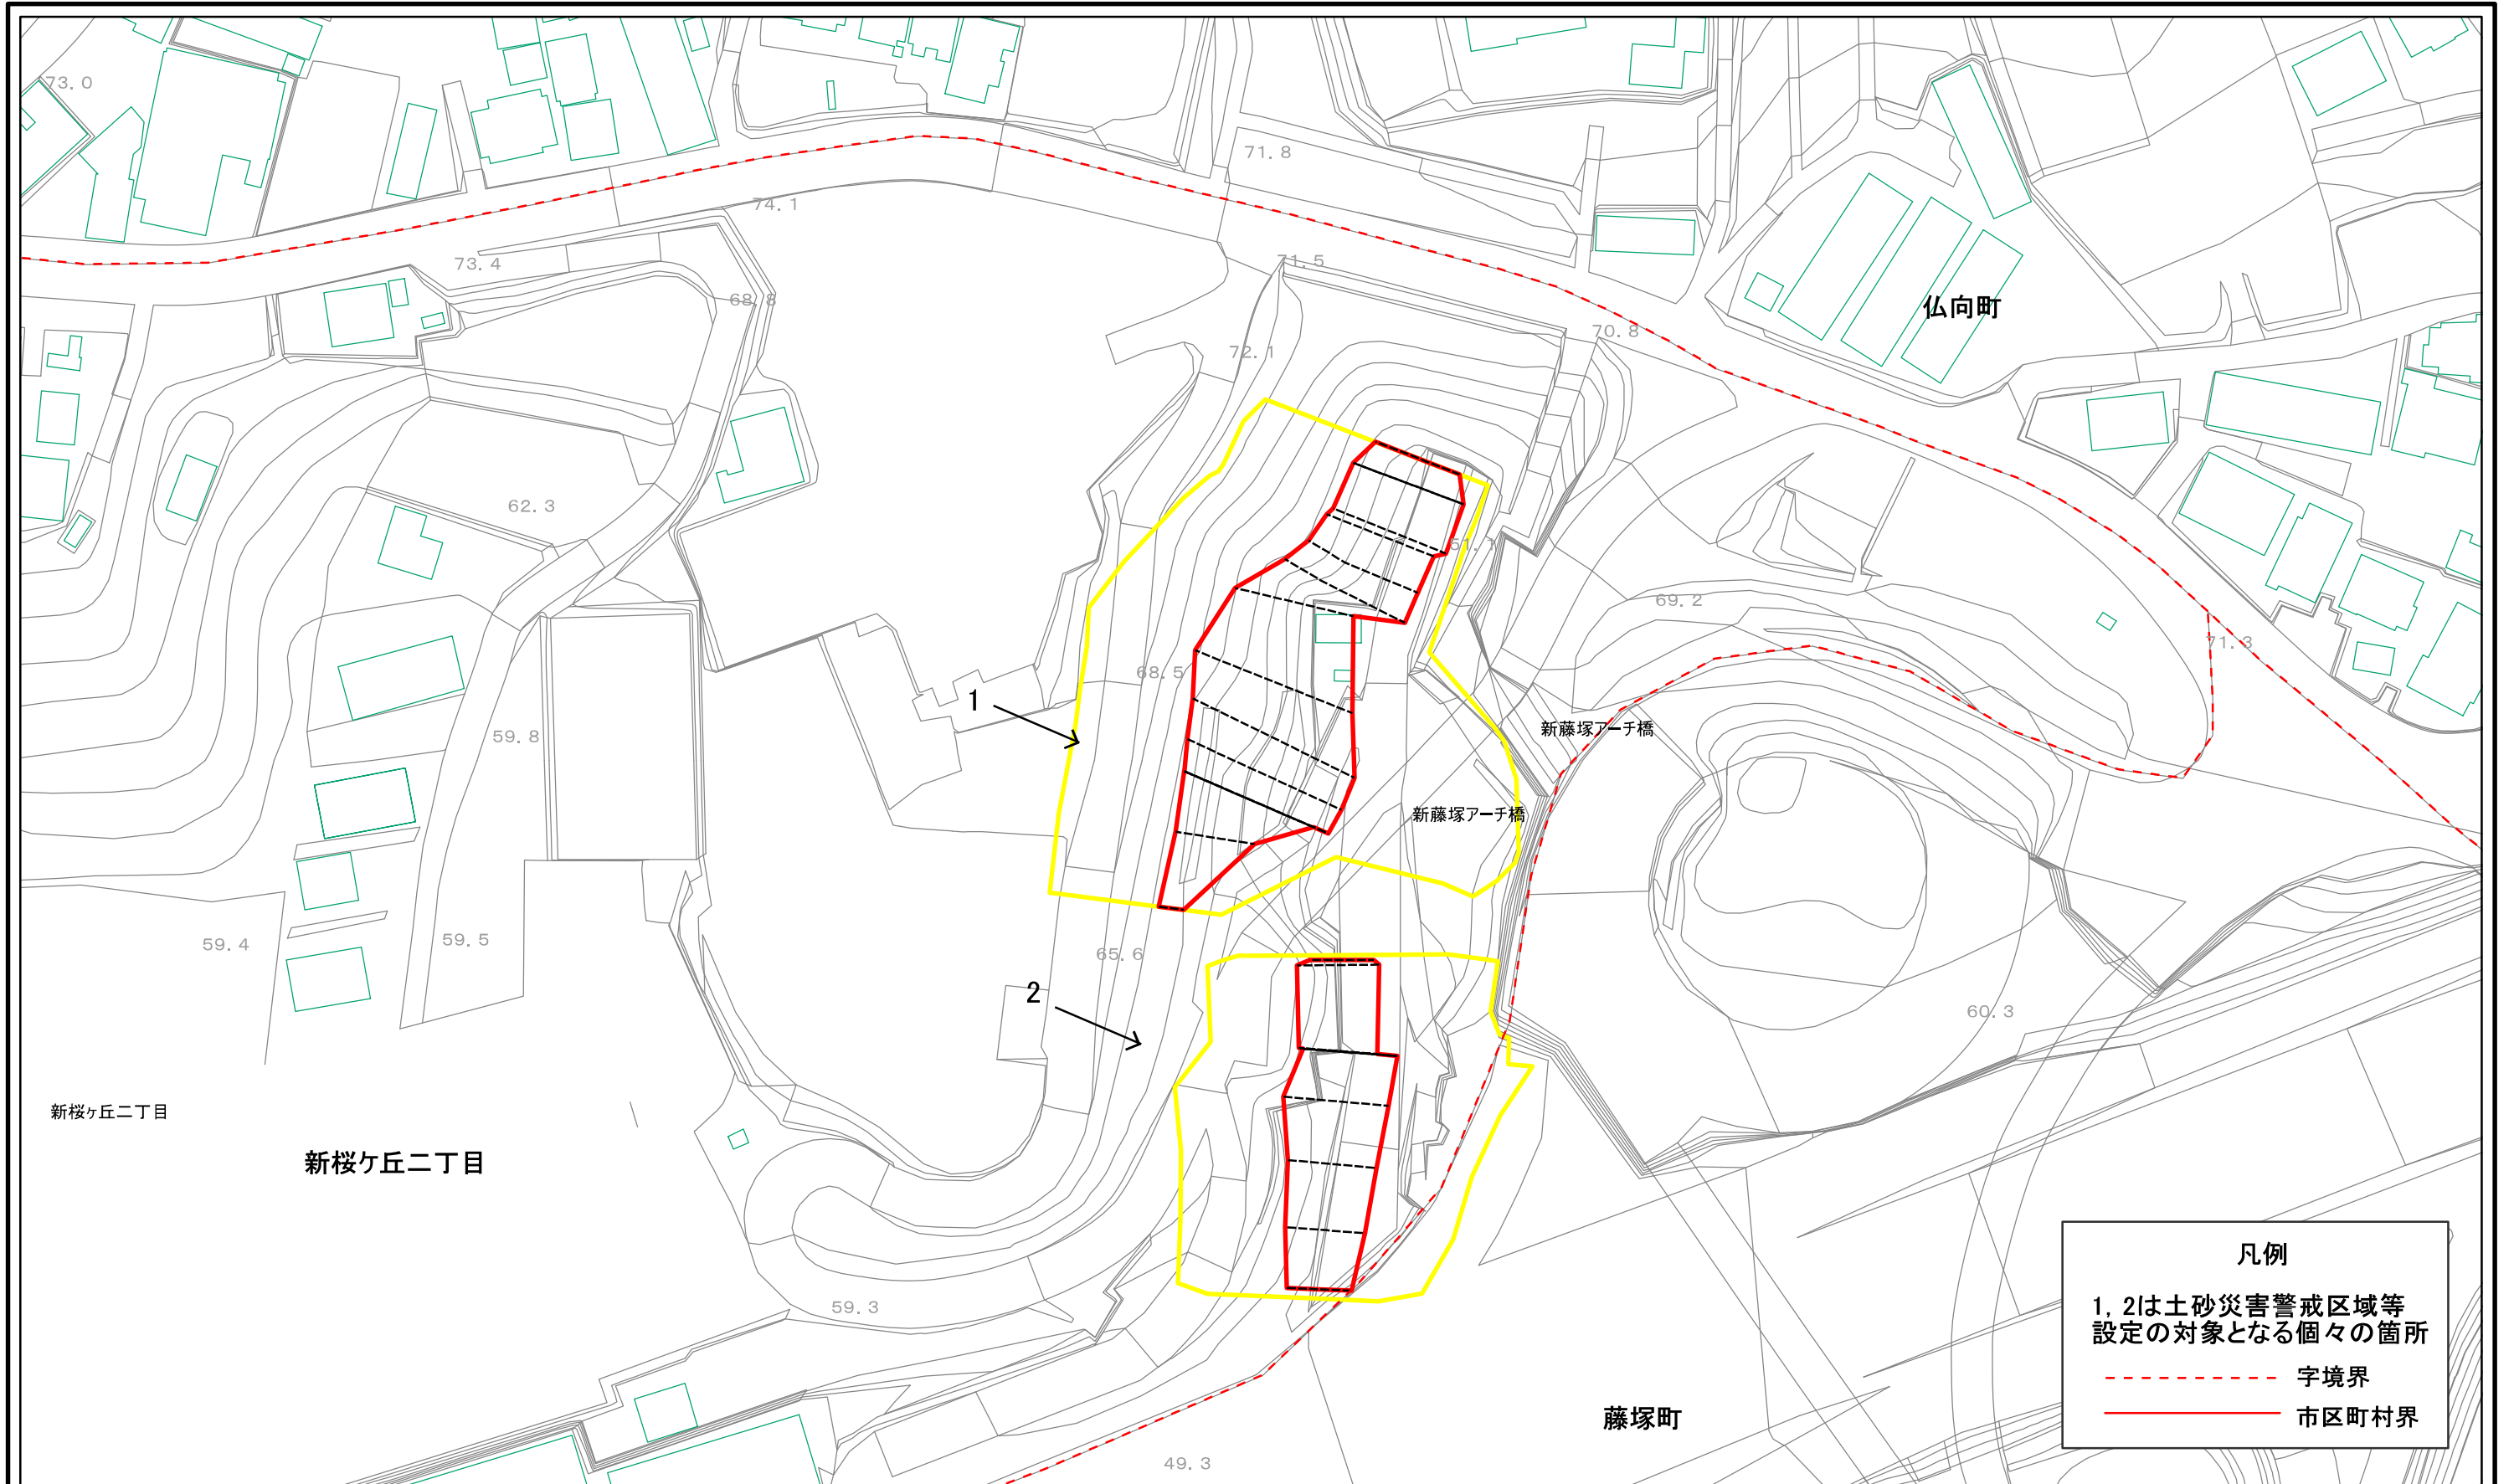 73.0
71.8
74.1
73.4
71.5
68.8
仏向町
70.8
72.1
62.3
51.1
69.2
71.3
68.5
1
新藤塚アーチ橋
59.8
新藤塚アーチ橋
59.4
59.5
65.6
2
60.3
新桜ヶ丘二丁目
新桜ケ丘二丁目
凡例
1, 2は土砂災害警戒区域等
設定の対象となる個々の箇所
59.3
字境界
市区町村界
藤塚町
49.3